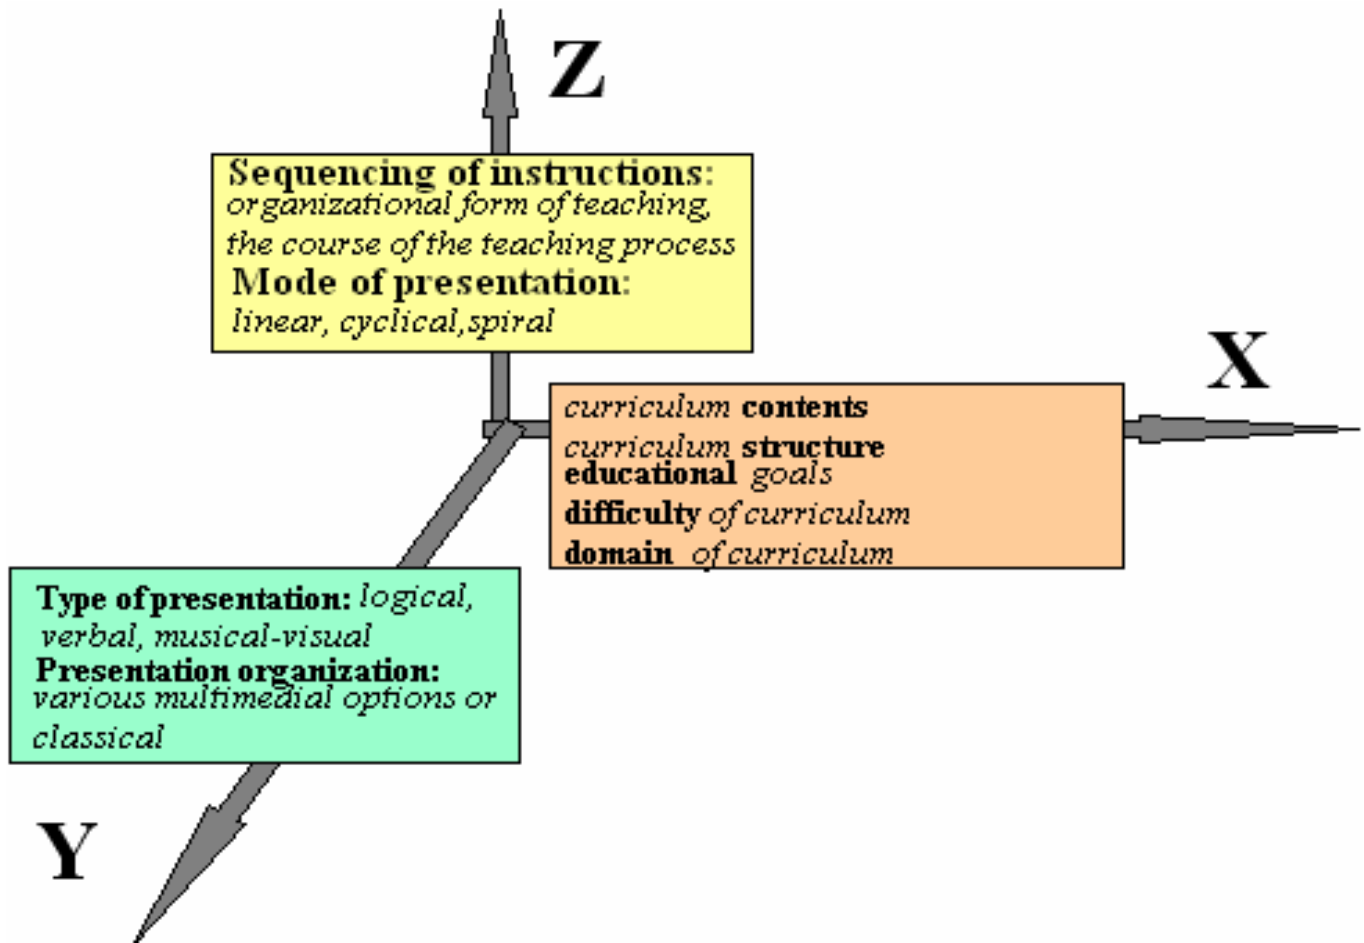 Z
Sequencing of instructions:
organizational form of teaching,
the course of the teaching process
Mode of presentation:
linear, cyclical,spiral
X
curriculum contents
curriculum structure
educational goals
difficulty of curriculum
domain of curriculum
Type of presentation: logical,
verbal, musical-visual
Presentation organization:
various multimedial options or
classical
Y